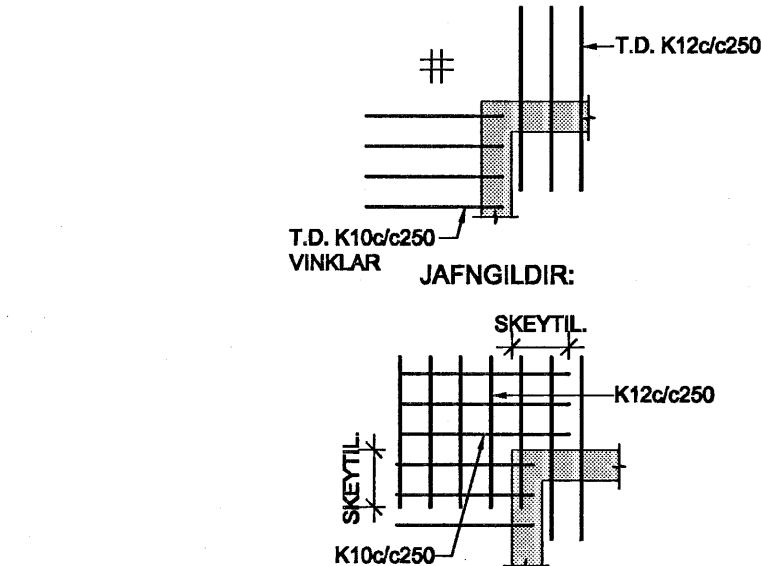 T.D. K12c/c250
T.D. K10c/c250
VINKLAR
JAFNGILDIR:
SKEYTIL.
K12c/c250
SKEYTIL.
K10c/c250